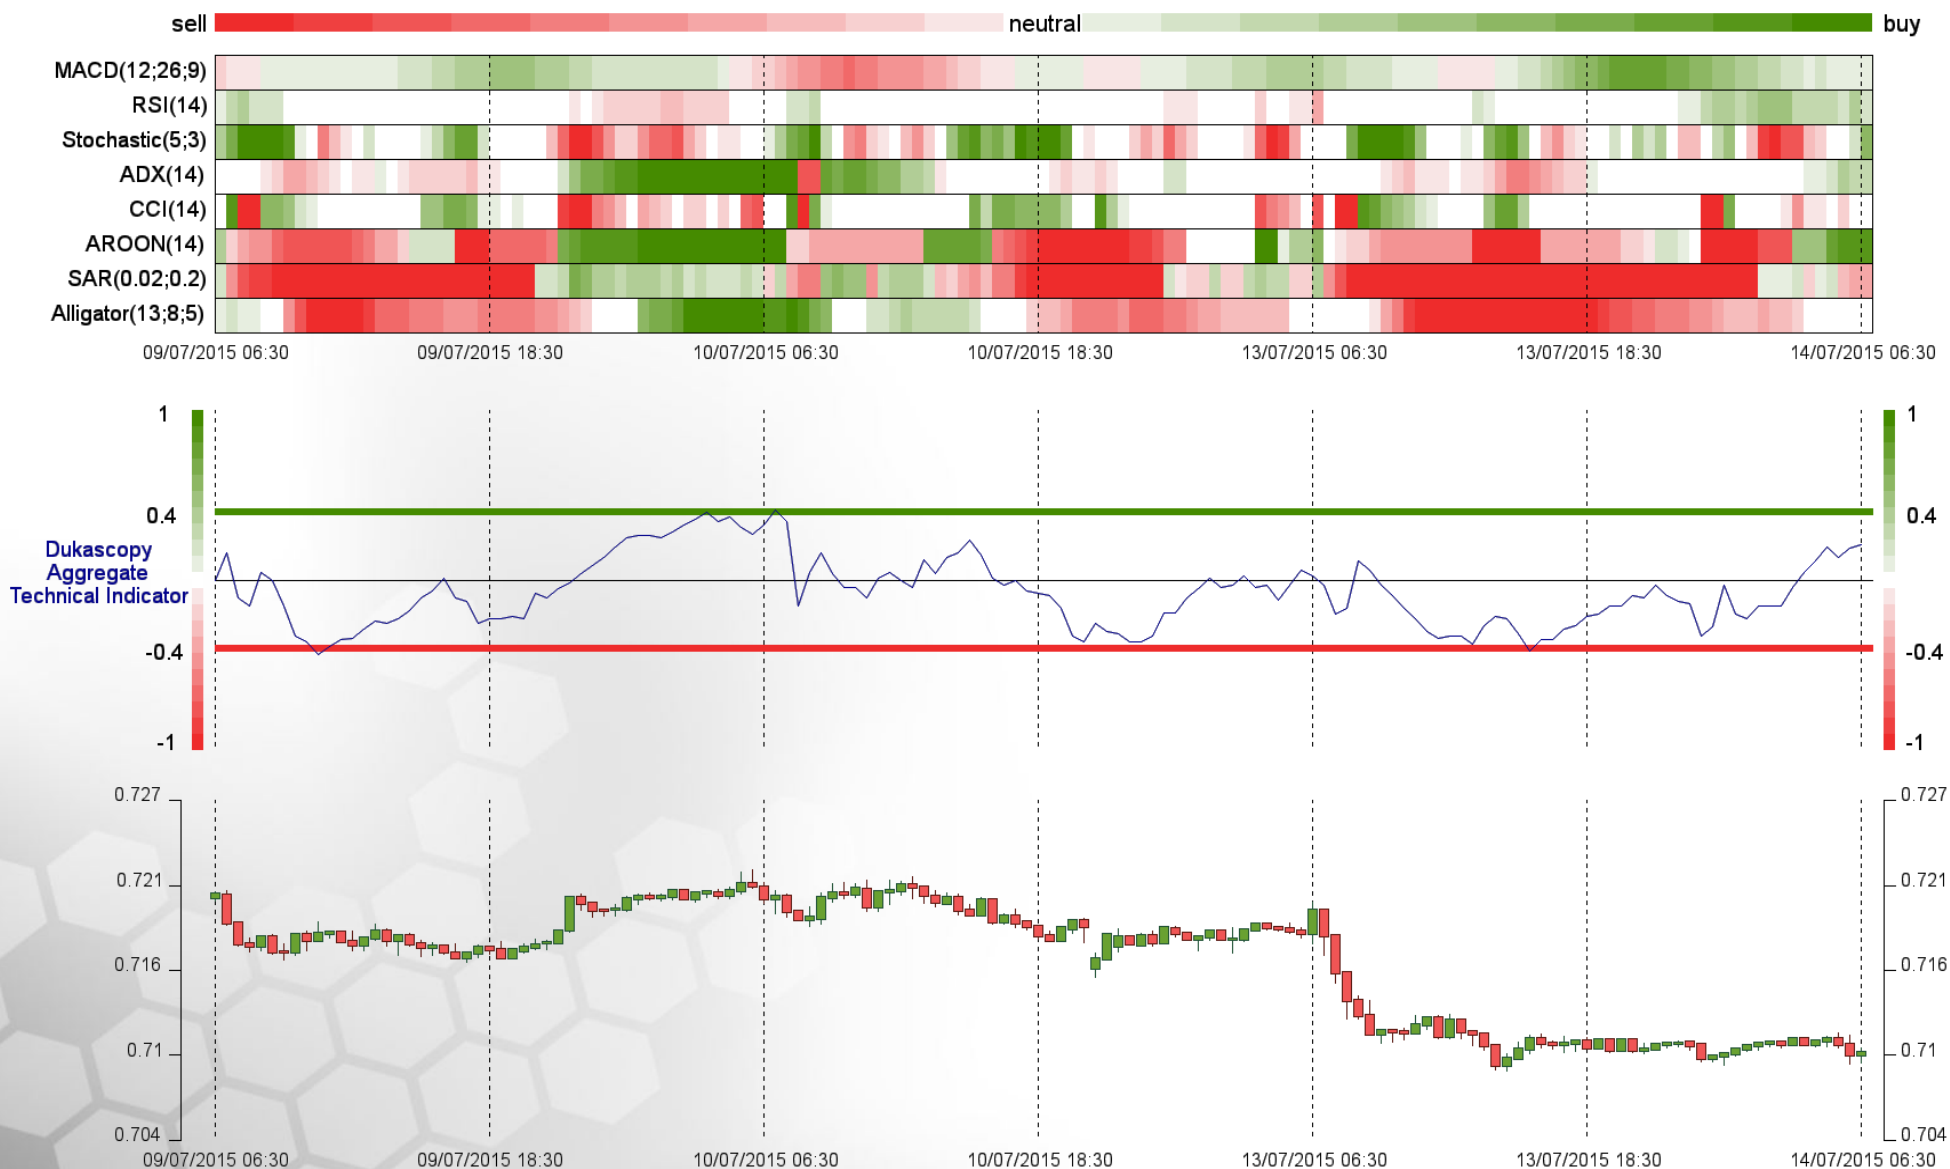 sell neutral buy
MACD(12;26;9)
RSI(14)
Stochastic(5;3)
ADX(14)
CCI(14)
AROON(14)
SAR(0.02;0.2)
Alligator(13;8;5)
09/07/2015 06:30 09/07/2015 18:30 10/07/2015 06:30 10/07/2015 18:30 13/07/2015 06:30 13/07/2015 18:30 14/07/2015 06:30
1 1
0.4 0.4
Dukascopy
Aggregate
Technical Indicator
-0.4 -0.4
-1 -1
0.727 0.727
0.721 0.721
0.716 0.716
0.71 0.71
0.704 0.704
09/07/2015 06:30 09/07/2015 18:30 10/07/2015 06:30 10/07/2015 18:30 13/07/2015 06:30 13/07/2015 18:30 14/07/2015 06:30